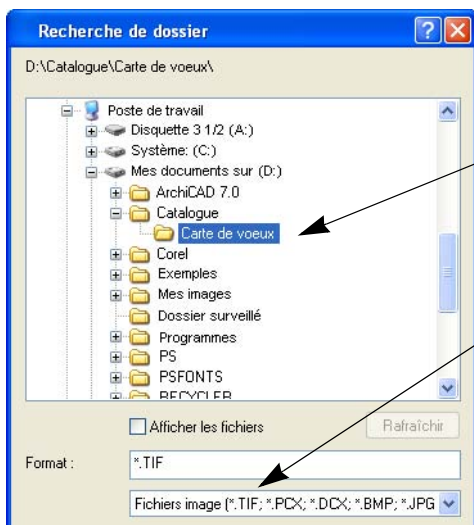 Recherche de dossier
D:\Catalogue\Carte de voeux\
Poste de travail
Disquette 3 1/2 (A:)
Système: (C:)
Mes documents sur (D:)
ArchiCAD 7.0
Catalogue
Carte de voeux
Corel
Exemples
Mes images
Dossier surveillé
Programmes
PS
PSFONTS
RECYCLER
Afficher les fichiers
Rafraîchir
Format :
*.TIF
Fichiers image (*.TIF; *.PCX; *.DCX; *.BMP; *.JPG